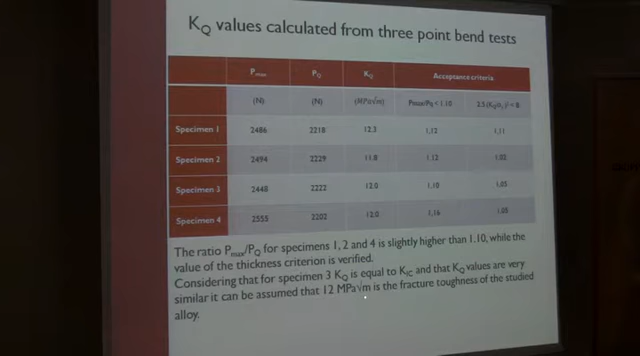 KQ values calculated from three point bend tests
Pmax PQ KQ Acceptance criteria
(N) (N) (MPa√m) Pmax/PQ < 1.10 2.5 (KQ/σ
Specimen 1 2486 2218 12.3 1,12 1,11
Specimen 2 2494 2229 11.8 1.12 1.02
Specimen 3 2448 2222 12.0 1,10 1,05
Specimen 4 2555 2202 12.0 1,16 1,05
The ratio Pmax/PQ for specimens 1, 2 and 4 is slightly higher than 1.10, while the
value of the thickness criterion is verified.
Considering that for specimen 3 KQ is equal to KIC and that KQ values are very
similar it can be assumed that 12 MPa√m is the fracture toughness of the studied
alloy.